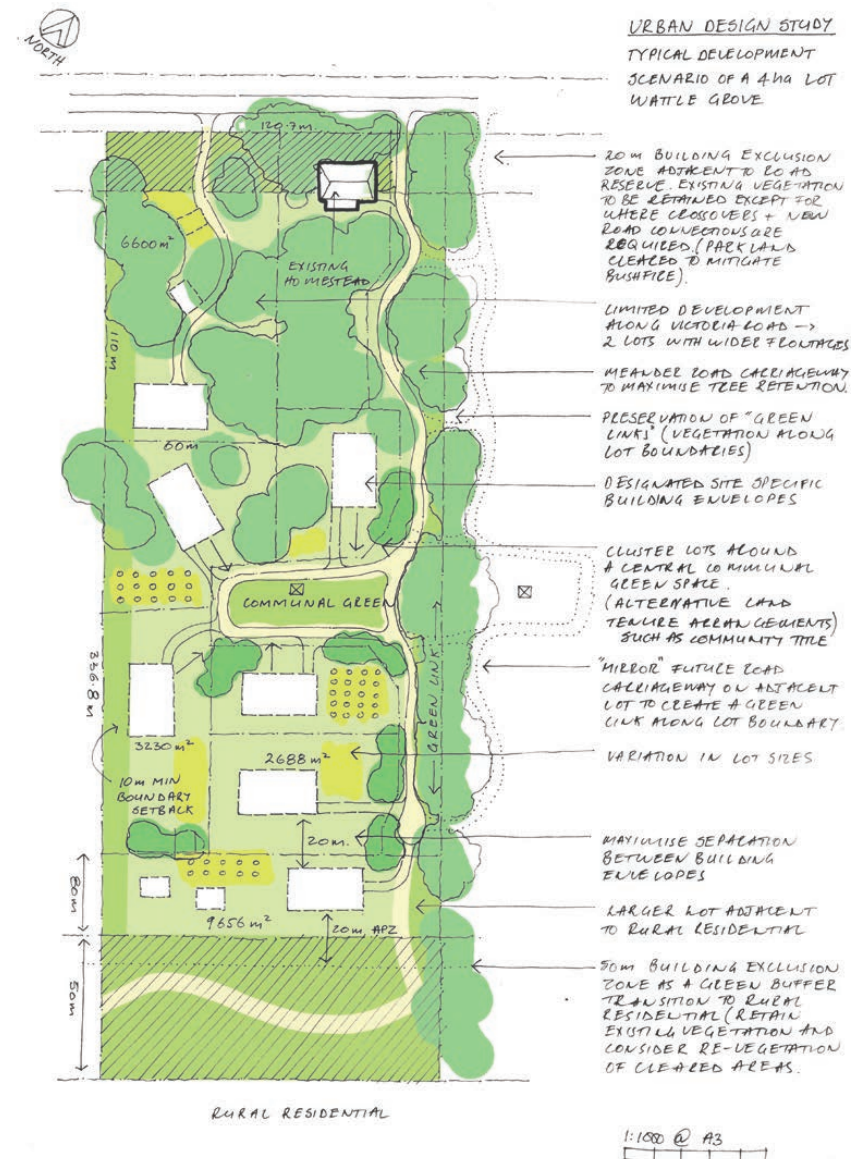 NORTH
URBAN DESIGN STUDY
TYPICAL DEVELOPMENT
SCENARIO OF A 4ha LOT
WATTLE GROVE
120.7m.
20m BUILDING EXCLUSION
ZONE ADJACENT TO ROAD
RESERVE. EXISTING VEGETATION
TO BE RETAINED EXCEPT FOR
WHERE CROSSOVERS + NEW
ROAD CONNECTIONS ARE
REQUIRED. (PARKLAND
CLEARED TO MITIGATE
BUSHFIRE).
6600m²
EXISTING
HOMESTEAD
LIMITED DEVELOPMENT
ALONG VICTORIA ROAD →
2 LOTS WITH WIDER FRONTAGES
110m
MEANDER ROAD CARRIAGEWAY
TO MAXIMISE TREE RETENTION.
PRESERVATION OF "GREEN
LINKS" (VEGETATION ALONG
LOT BOUNDARIES)
60m
DESIGNATED SITE SPECIFIC
BUILDING ENVELOPES
CLUSTER LOTS AROUND
A CENTRAL COMMUNAL
GREEN SPACE.
(ALTERNATIVE LAND
TENURE ARRANGEMENTS)
SUCH AS COMMUNITY TITLE
COMMUNAL GREEN
336.8m
GREEN LINK
"MIRROR" FUTURE ROAD
CARRIAGEWAY ON ADJACENT
LOT TO CREATE A GREEN
LINK ALONG LOT BOUNDARY.
3230m²
2688m²
VARIATION IN LOT SIZES
10m MIN
BOUNDARY
SETBACK
20m.
MAXIMISE SEPARATION
BETWEEN BUILDING
ENVELOPES
80m
9656m²
20m APZ
LARGER LOT ADJACENT
TO RURAL RESIDENTIAL
50m
50m BUILDING EXCLUSION
ZONE AS A GREEN BUFFER
TRANSITION TO RURAL
RESIDENTIAL (RETAIN
EXISTING VEGETATION AND
CONSIDER RE-VEGETATION
OF CLEARED AREAS.
RURAL RESIDENTIAL
1:1000 @ A3